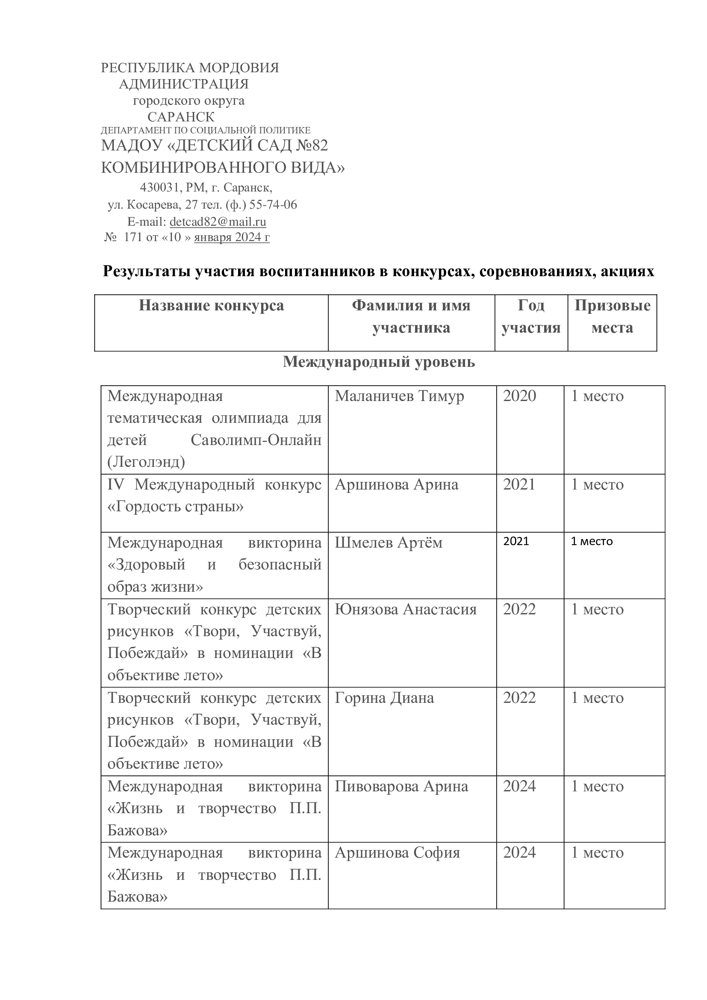 РЕСПУБЛИКА МОРДОВИЯ
АДМИНИСТРАЦИЯ
городского округа
САРАНСК
ДЕПАРТАМЕНТ ПО СОЦИАЛЬНОЙ ПОЛИТИКЕ
МАДОУ «ДЕТСКИЙ САД №82
КОМБИНИРОВАННОГО ВИДА»
430031, РМ, г. Саранск,
ул. Косарева, 27 тел. (ф.) 55-74-06
E-mail: detcad82@mail.ru
№ 171 от «10 » января 2024 г
Результаты участия воспитанников в конкурсах, соревнованиях, акциях
Название конкурса Фамилия и имя Год Призовые
участника участия места
Международный уровень
Международная Маланичев Тимур 2020 1 место
тематическая олимпиада для
детей Саволимп-Онлайн
(Леголэнд)
IV Международный конкурс Аршинова Арина 2021 1 место
«Гордость страны»
Международная викторина Шмелев Артём 2021 1 место
«Здоровый и безопасный
образ жизни»
Творческий конкурс детских Юнязова Анастасия 2022 1 место
рисунков «Твори, Участвуй,
Побеждай» в номинации «В
объективе лето»
Творческий конкурс детских Горина Диана 2022 1 место
рисунков «Твори, Участвуй,
Побеждай» в номинации «В
объективе лето»
Международная викторина Пивоварова Арина 2024 1 место
«Жизнь и творчество П.П.
Бажова»
Международная викторина Аршинова София 2024 1 место
«Жизнь и творчество П.П.
Бажова»